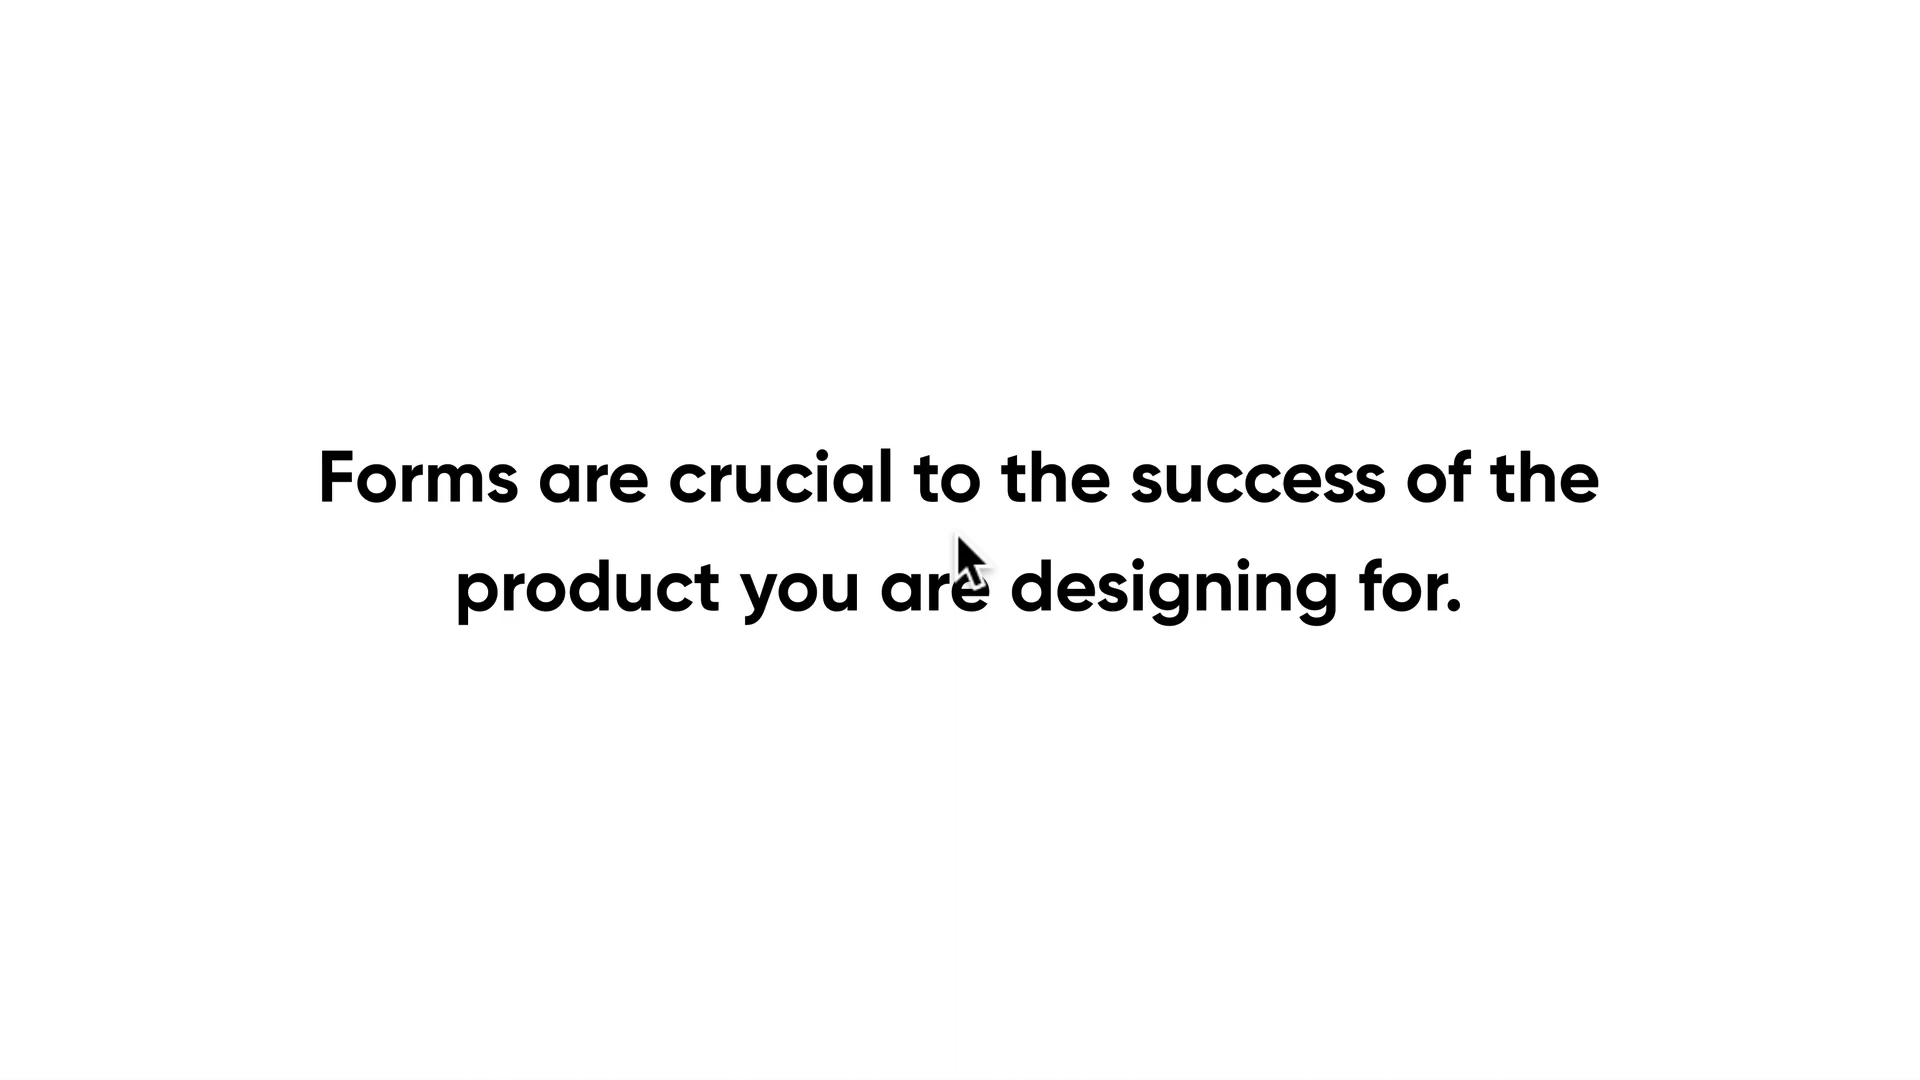 Forms are crucial to the success of the
product you are designing for.